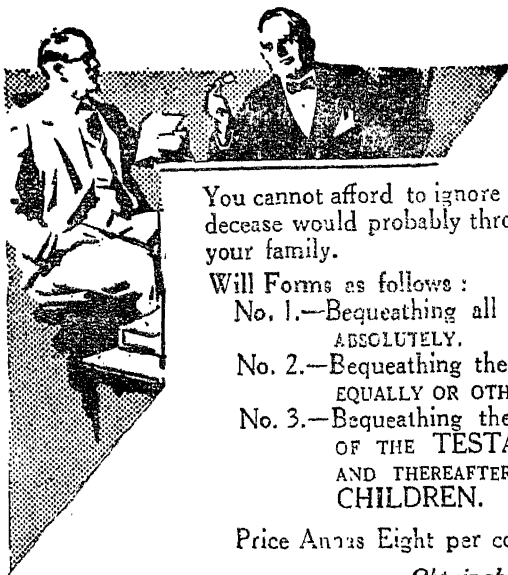 You cannot afford to ignore
decease would probably thro
your family.
Will Forms as follows :
No. 1.—Bequeathing all
ABSOLUTELY.
No. 2.—Bequeathing the
EQUALLY OR OTH
No. 3.—Bequeathing the
OF THE TESTA
AND THEREAFTER
CHILDREN.
Price Annas Eight per co